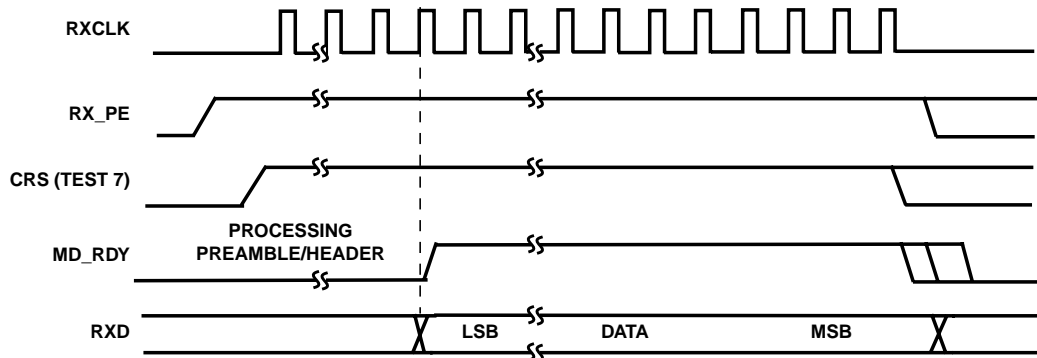 RXCLK
RX_PE
CRS (TEST 7)
PROCESSING
PREAMBLE/HEADER
MD_RDY
RXD
LSB
DATA
MSB